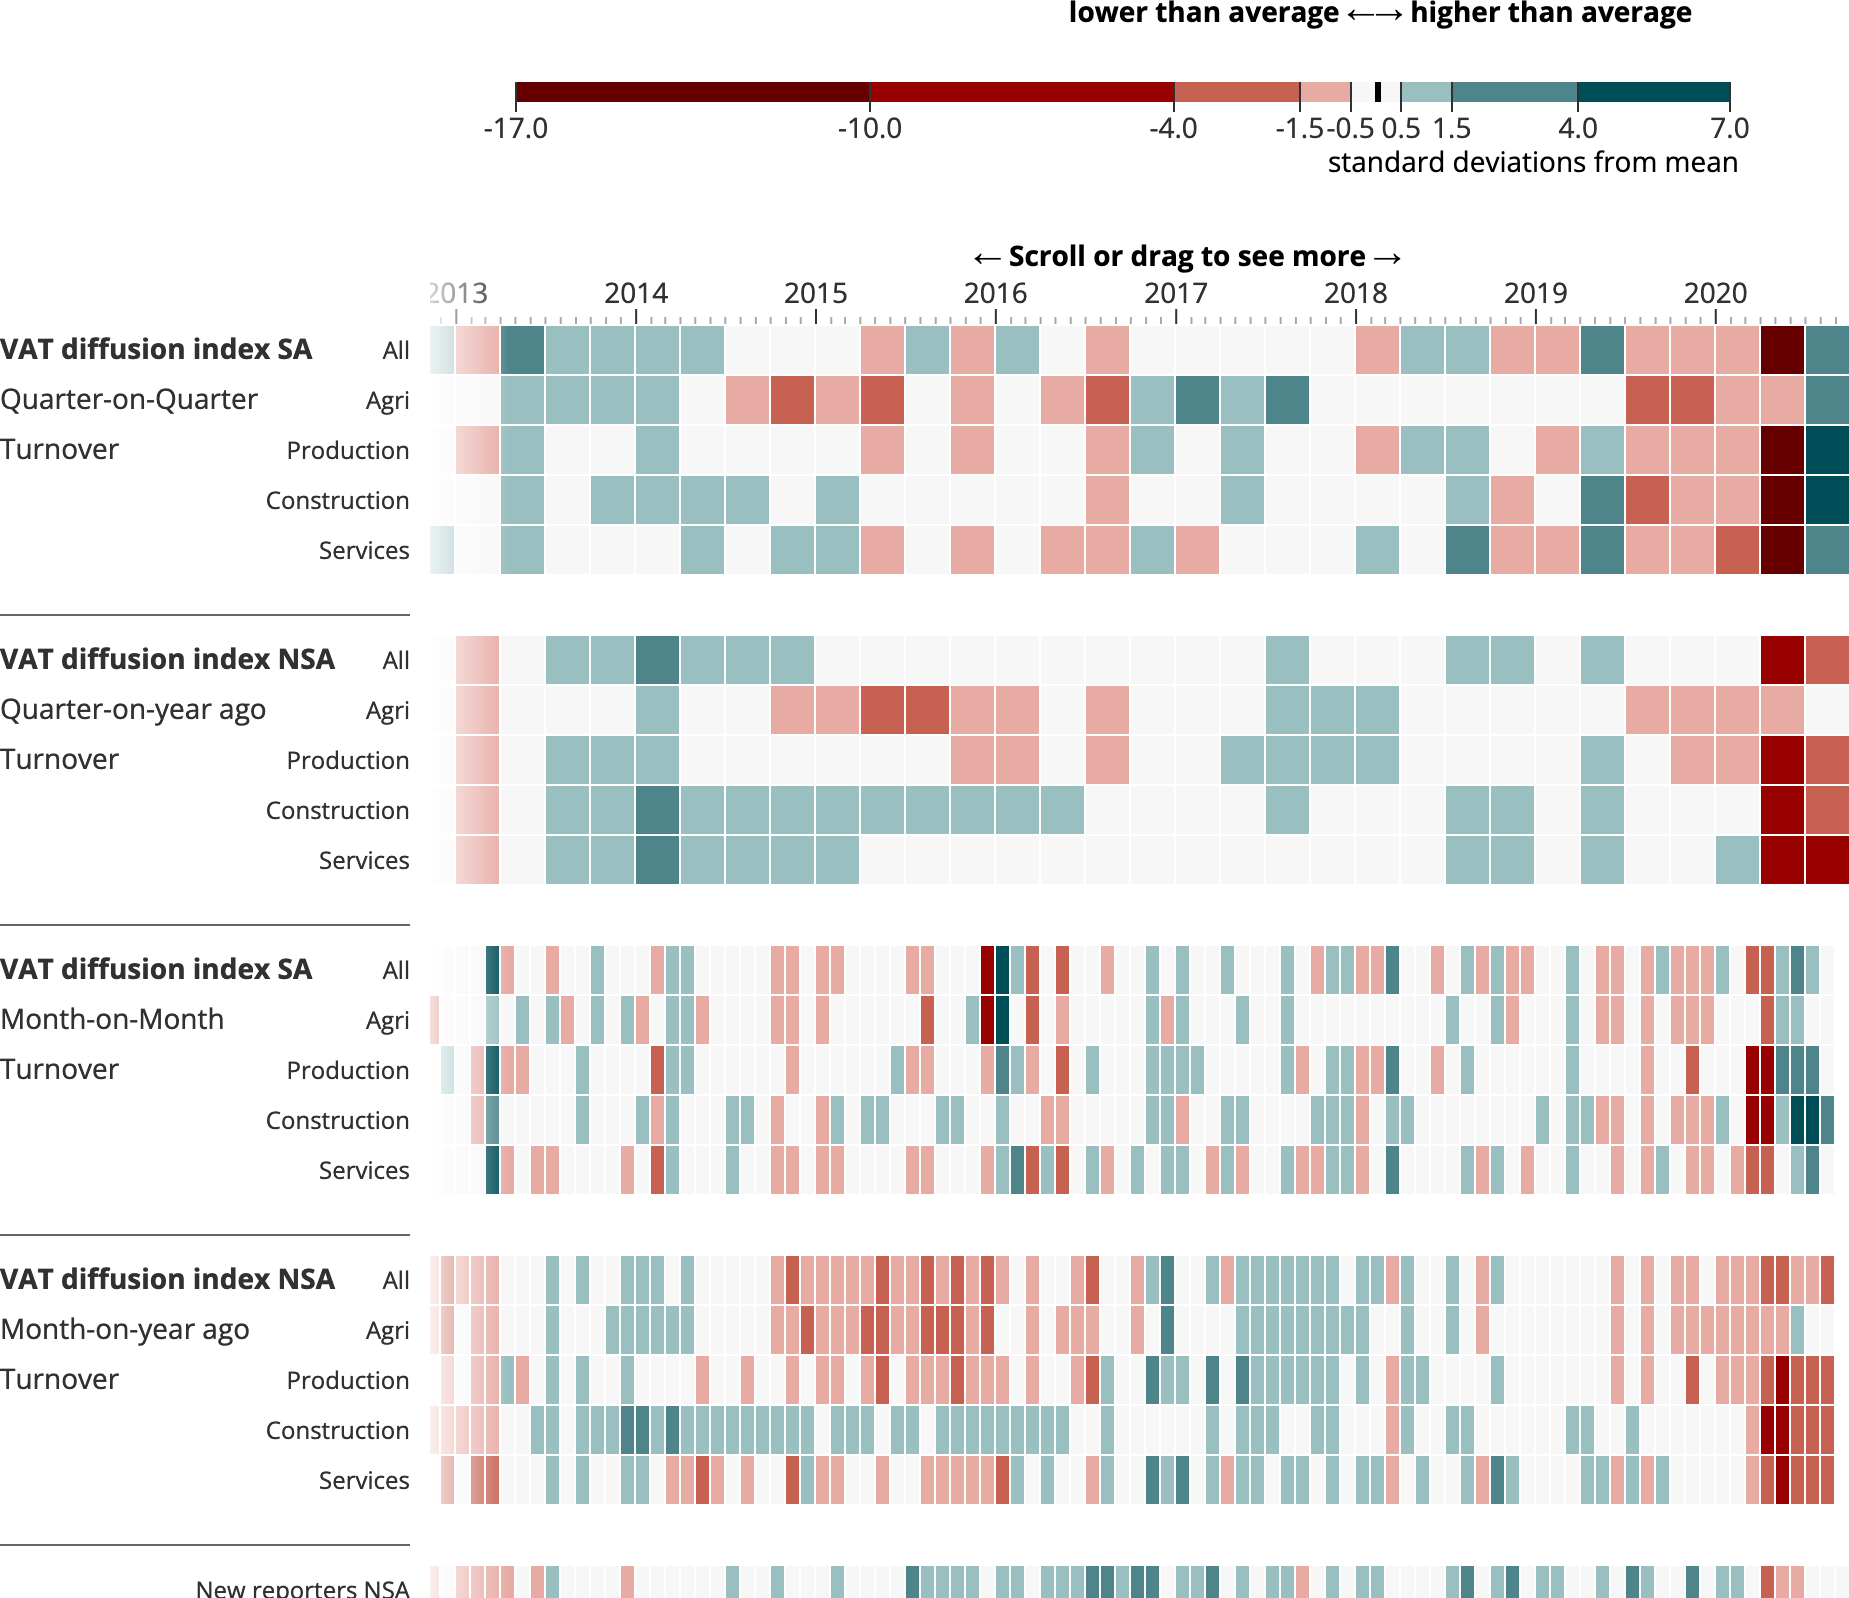 lower than average ←→ higher than average
-17.0 -10.0 -4.0 -1.5 -0.5 0.5 1.5 4.0 7.0
standard deviations from mean
← Scroll or drag to see more →
2013 2014 2015 2016 2017 2018 2019 2020
VAT diffusion index SA All
Quarter-on-Quarter Agri
Turnover Production
Construction
Services
VAT diffusion index NSA All
Quarter-on-year ago Agri
Turnover Production
Construction
Services
VAT diffusion index SA All
Month-on-Month Agri
Turnover Production
Construction
Services
VAT diffusion index NSA All
Month-on-year ago Agri
Turnover Production
Construction
Services
New reporters NSA